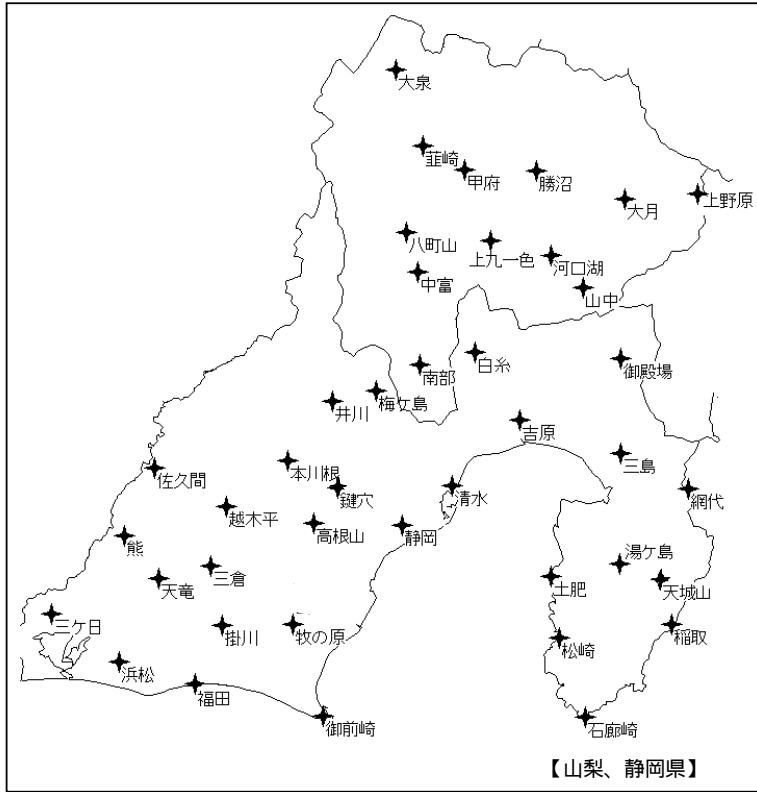 大泉
韮崎
甲府
勝沼
大月
上野原
八町山
上九一色
河口湖
中富
山中
白糸
南部
御殿場
梅ケ島
井川
吉原
三島
本川根
佐久間
鍵穴
清水
網代
越木平
高根山
静岡
熊
湯ケ島
三倉
天竜
土肥
天城山
三ケ日
掛川
牧の原
稲取
松崎
浜松
福田
御前崎
石廊崎
【山梨、静岡県】